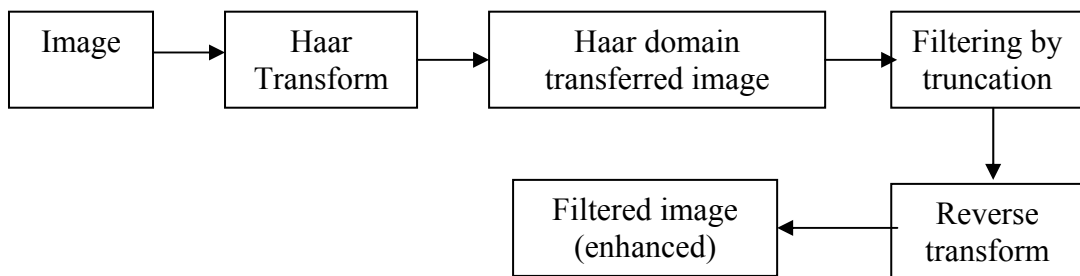 Image
Haar
Transform
Haar domain
transferred image
Filtering by
truncation
Reverse
transform
Filtered image
(enhanced)